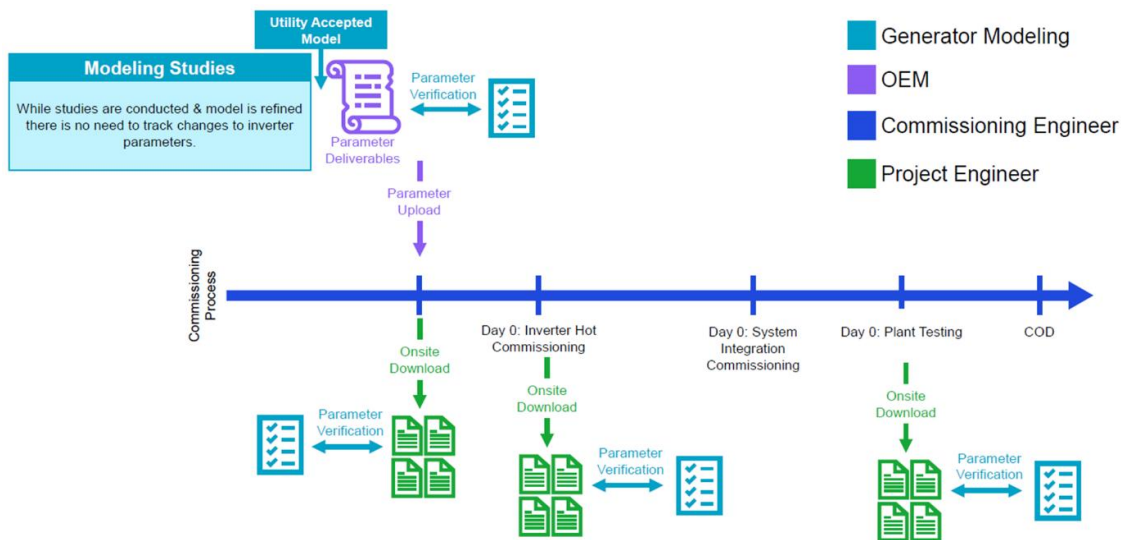 Utility Accepted
Model
Modeling Studies
While studies are conducted & model is refined
there is no need to track changes to inverter
parameters.
Parameter
Verification
Parameter
Deliverables
Parameter
Upload
Generator Modeling
OEM
Commissioning Engineer
Project Engineer
Commissioning
Process
Day 0: Inverter Hot
Commissioning
Day 0: System
Integration
Commissioning
Day 0: Plant Testing
COD
Onsite
Download
Parameter
Verification
Onsite
Download
Parameter
Verification
Onsite
Download
Parameter
Verification